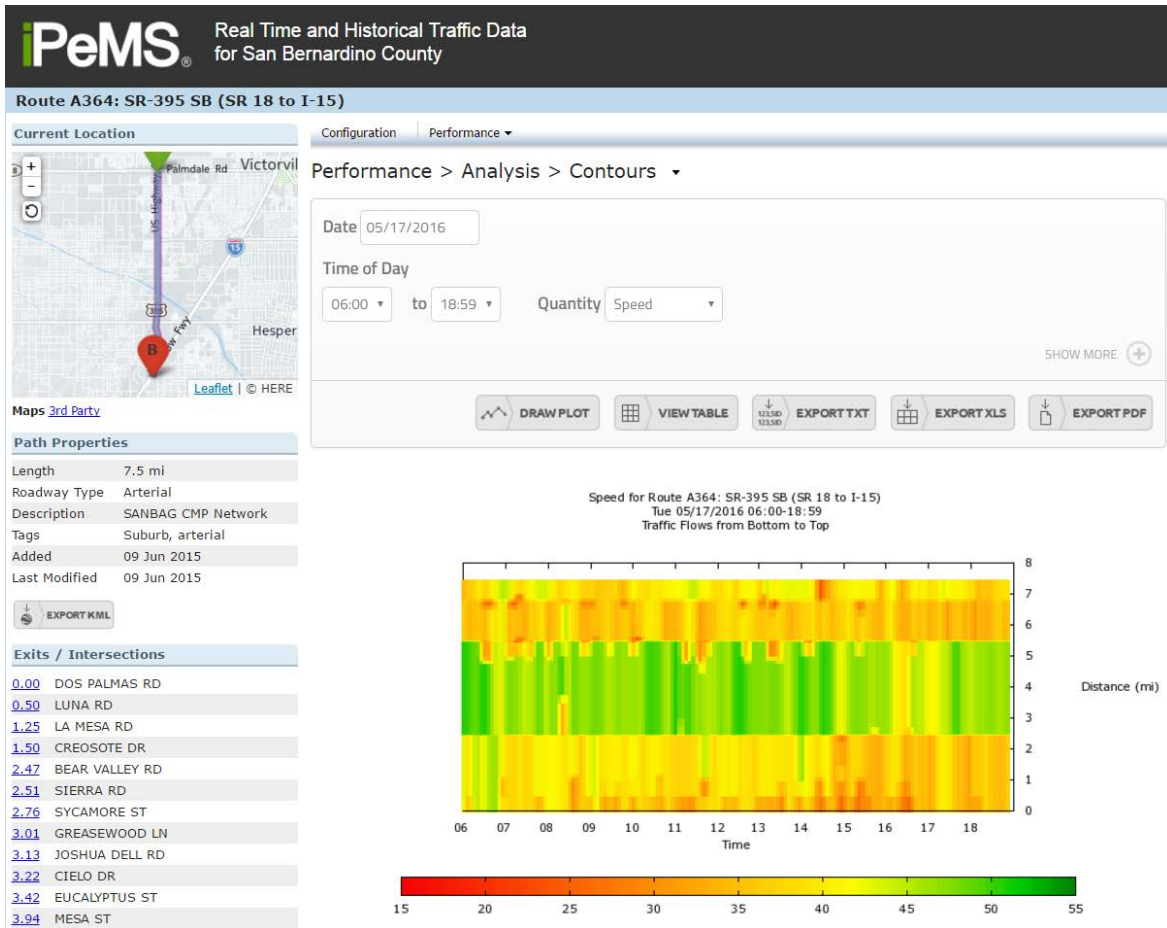 iPeMS®
Real Time and Historical Traffic Data
for San Bernardino County
Route A364: SR-395 SB (SR 18 to I-15)
Current Location
+
-
Palmdale Rd
Victorvil
US Highway
15
395
Hesper
ow Fwy
B
Leaflet | © HERE
Maps 3rd Party
Path Properties
Length 7.5 mi
Roadway Type Arterial
Description SANBAG CMP Network
Tags Suburb, arterial
Added 09 Jun 2015
Last Modified 09 Jun 2015
EXPORT KML
Exits / Intersections
0.00 DOS PALMAS RD
0.50 LUNA RD
1.25 LA MESA RD
1.50 CREOSOTE DR
2.47 BEAR VALLEY RD
2.51 SIERRA RD
2.76 SYCAMORE ST
3.01 GREASEWOOD LN
3.13 JOSHUA DELL RD
3.22 CIELO DR
3.42 EUCALYPTUS ST
3.94 MESA ST
Configuration Performance
Performance > Analysis > Contours
Date 05/17/2016
Time of Day
06:00 to 18:59 Quantity Speed
SHOW MORE +
DRAW PLOT VIEW TABLE EXPORT TXT EXPORT XLS EXPORT PDF
Speed for Route A364: SR-395 SB (SR 18 to I-15)
Tue 05/17/2016 06:00-18:59
Traffic Flows from Bottom to Top
8
7
6
5
4
3
2
1
0
Distance (mi)
06 07 08 09 10 11 12 13 14 15 16 17 18
Time
15 20 25 30 35 40 45 50 55